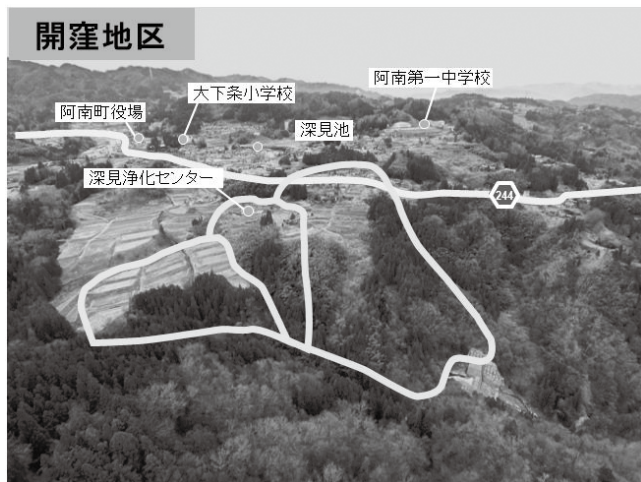 開窪地区
阿南第一中学校
大下条小学校
阿南町役場
深見池
深見浄化センター
244